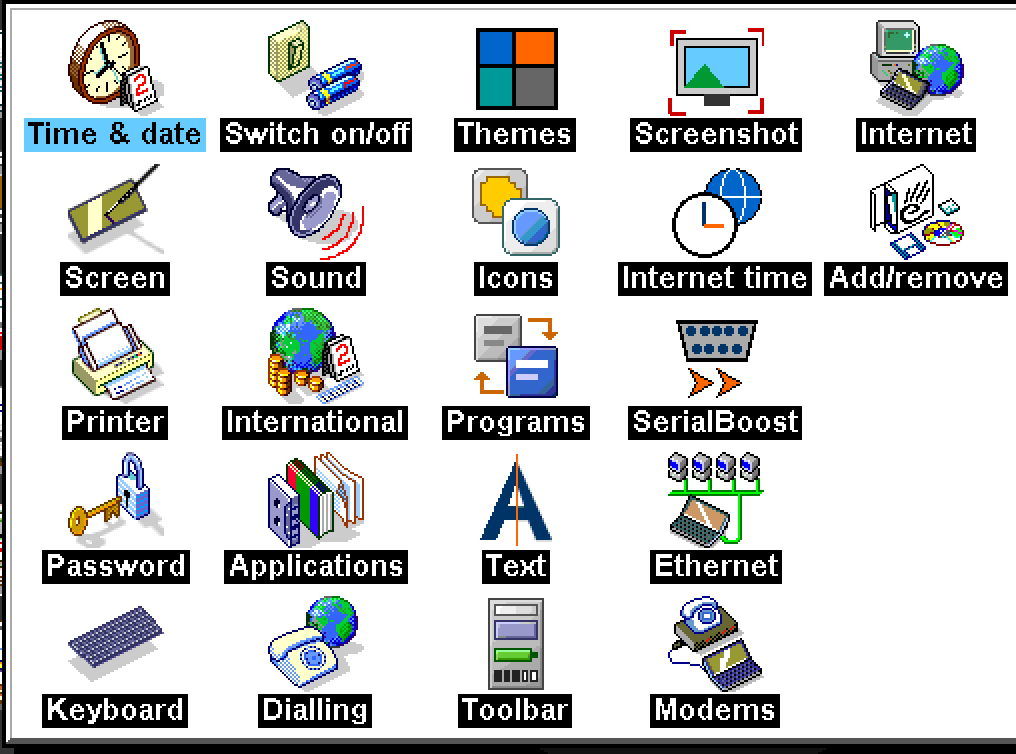 Time & date
Switch on/off
Themes
Screenshot
Internet
Screen
Sound
Icons
Internet time
Add/remove
Printer
International
Programs
SerialBoost
Password
Applications
Text
Ethernet
Keyboard
Dialling
Toolbar
Modems